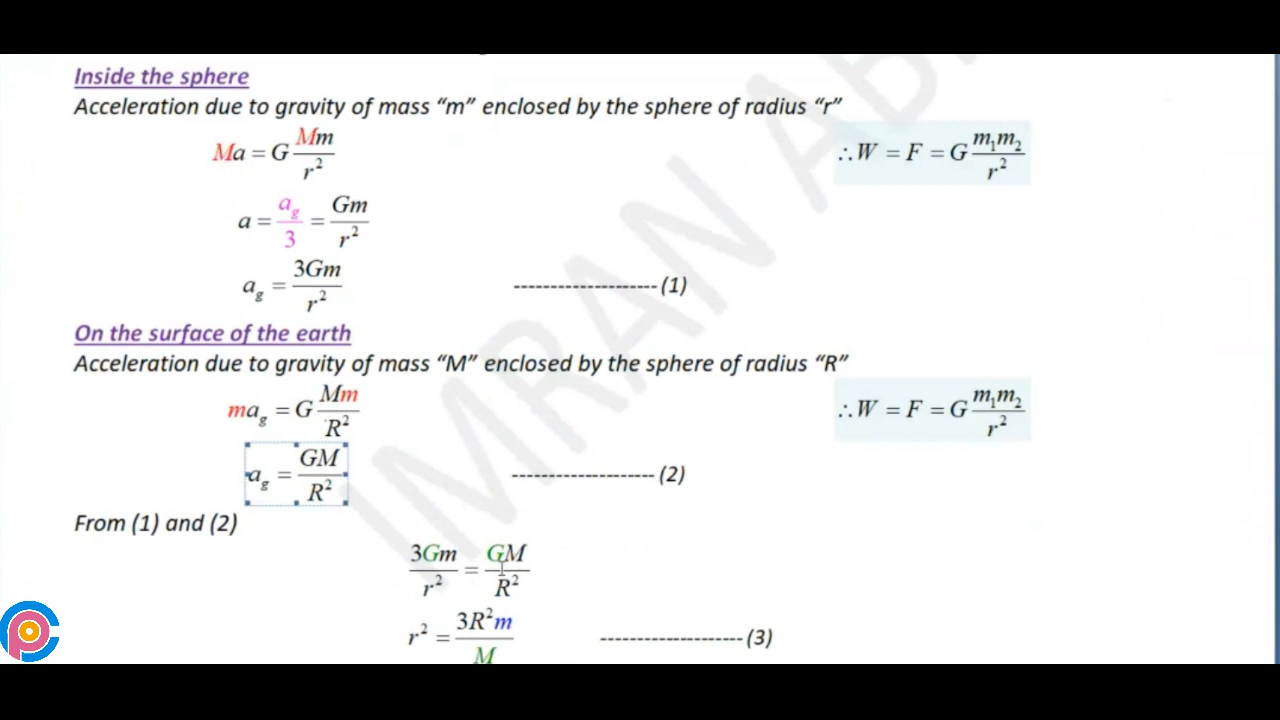 Inside the sphere
Acceleration due to gravity of mass “m” enclosed by the sphere of radius “r”
Ma = G Mm / r²
∴ W = F = G m₁m₂ / r²
a = a_g / 3 = Gm / r²
a_g = 3Gm / r² --------------------(1)
On the surface of the earth
Acceleration due to gravity of mass “M” enclosed by the sphere of radius “R”
ma_g = G Mm / R²
∴ W = F = G m₁m₂ / r²
a_g = GM / R² --------------------(2)
From (1) and (2)
3Gm / r² = GM / R²
r² = 3R²m / M --------------------(3)
IMRAN AB